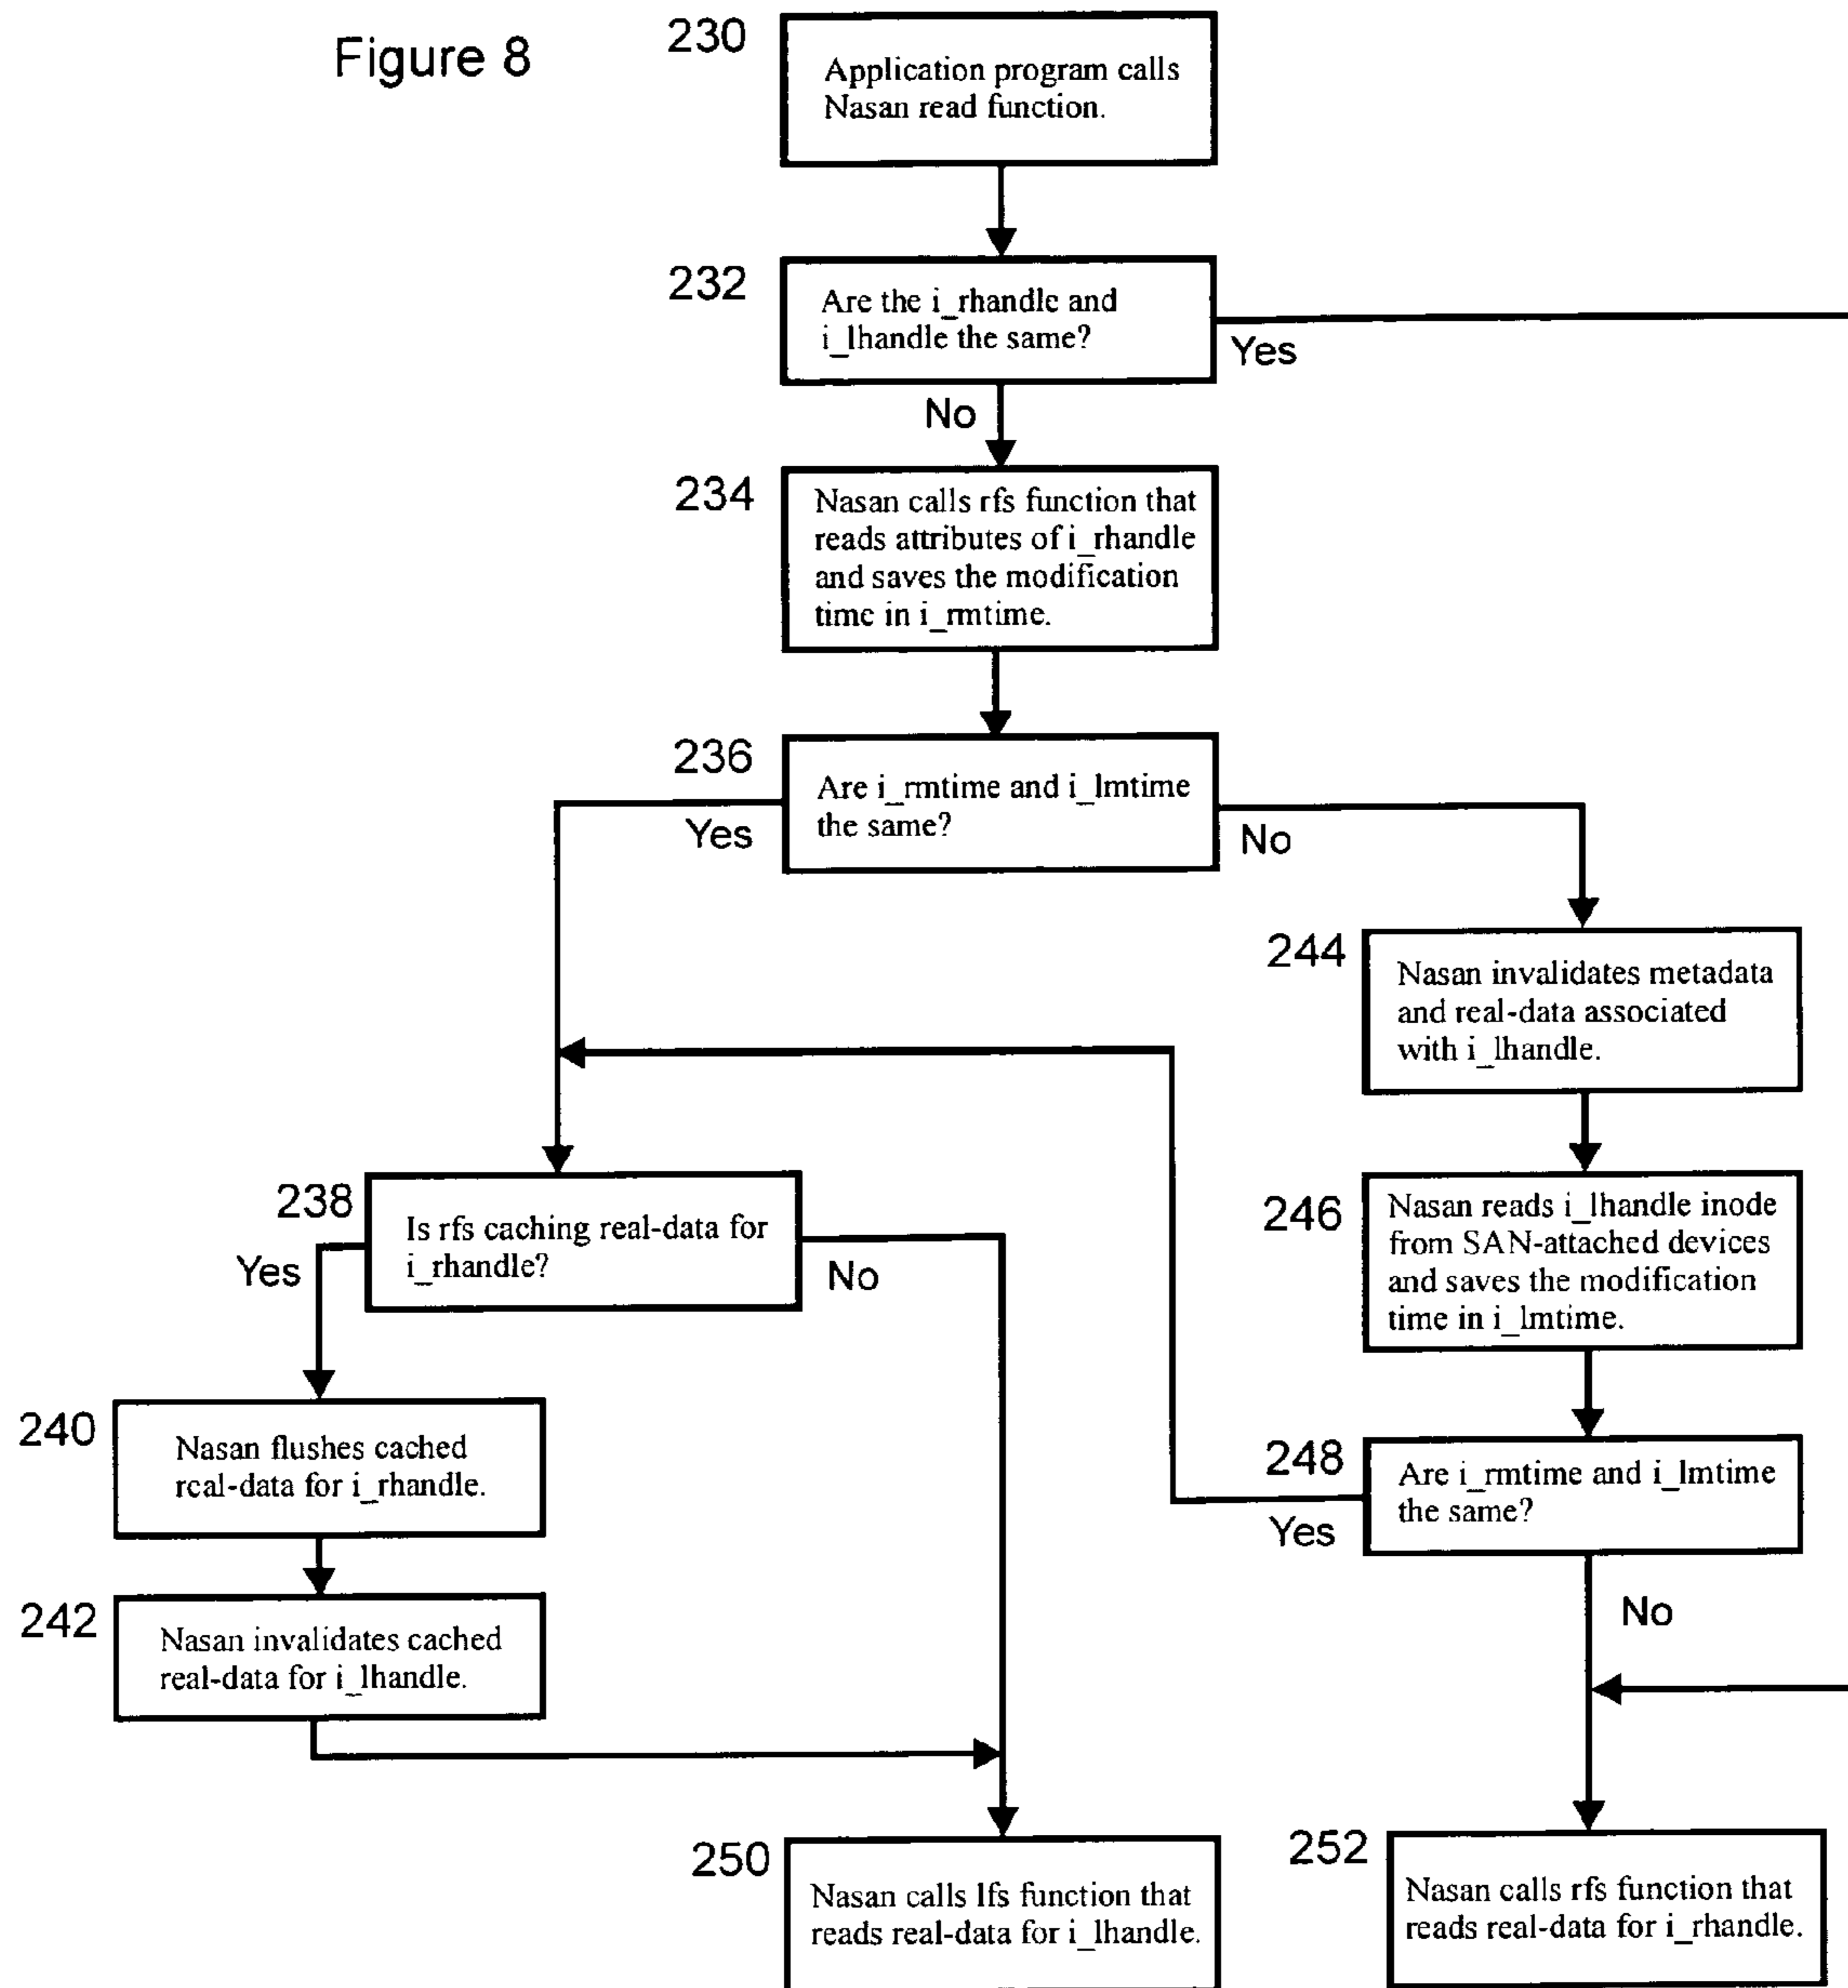 Figure 8
230
Application program calls
Nasan read function.
232
Are the i_rhandle and
i_lhandle the same?
Yes
No
234
Nasan calls rfs function that
reads attributes of i_rhandle
and saves the modification
time in i_rmtime.
236
Are i_rmtime and i_lmtime
the same?
Yes
No
244
Nasan invalidates metadata
and real-data associated
with i_lhandle.
238
Is rfs caching real-data for
i_rhandle?
Yes
No
246
Nasan reads i_lhandle inode
from SAN-attached devices
and saves the modification
time in i_lmtime.
240
Nasan flushes cached
real-data for i_rhandle.
248
Are i_rmtime and i_lmtime
the same?
Yes
No
242
Nasan invalidates cached
real-data for i_lhandle.
250
Nasan calls lfs function that
reads real-data for i_lhandle.
252
Nasan calls rfs function that
reads real-data for i_rhandle.